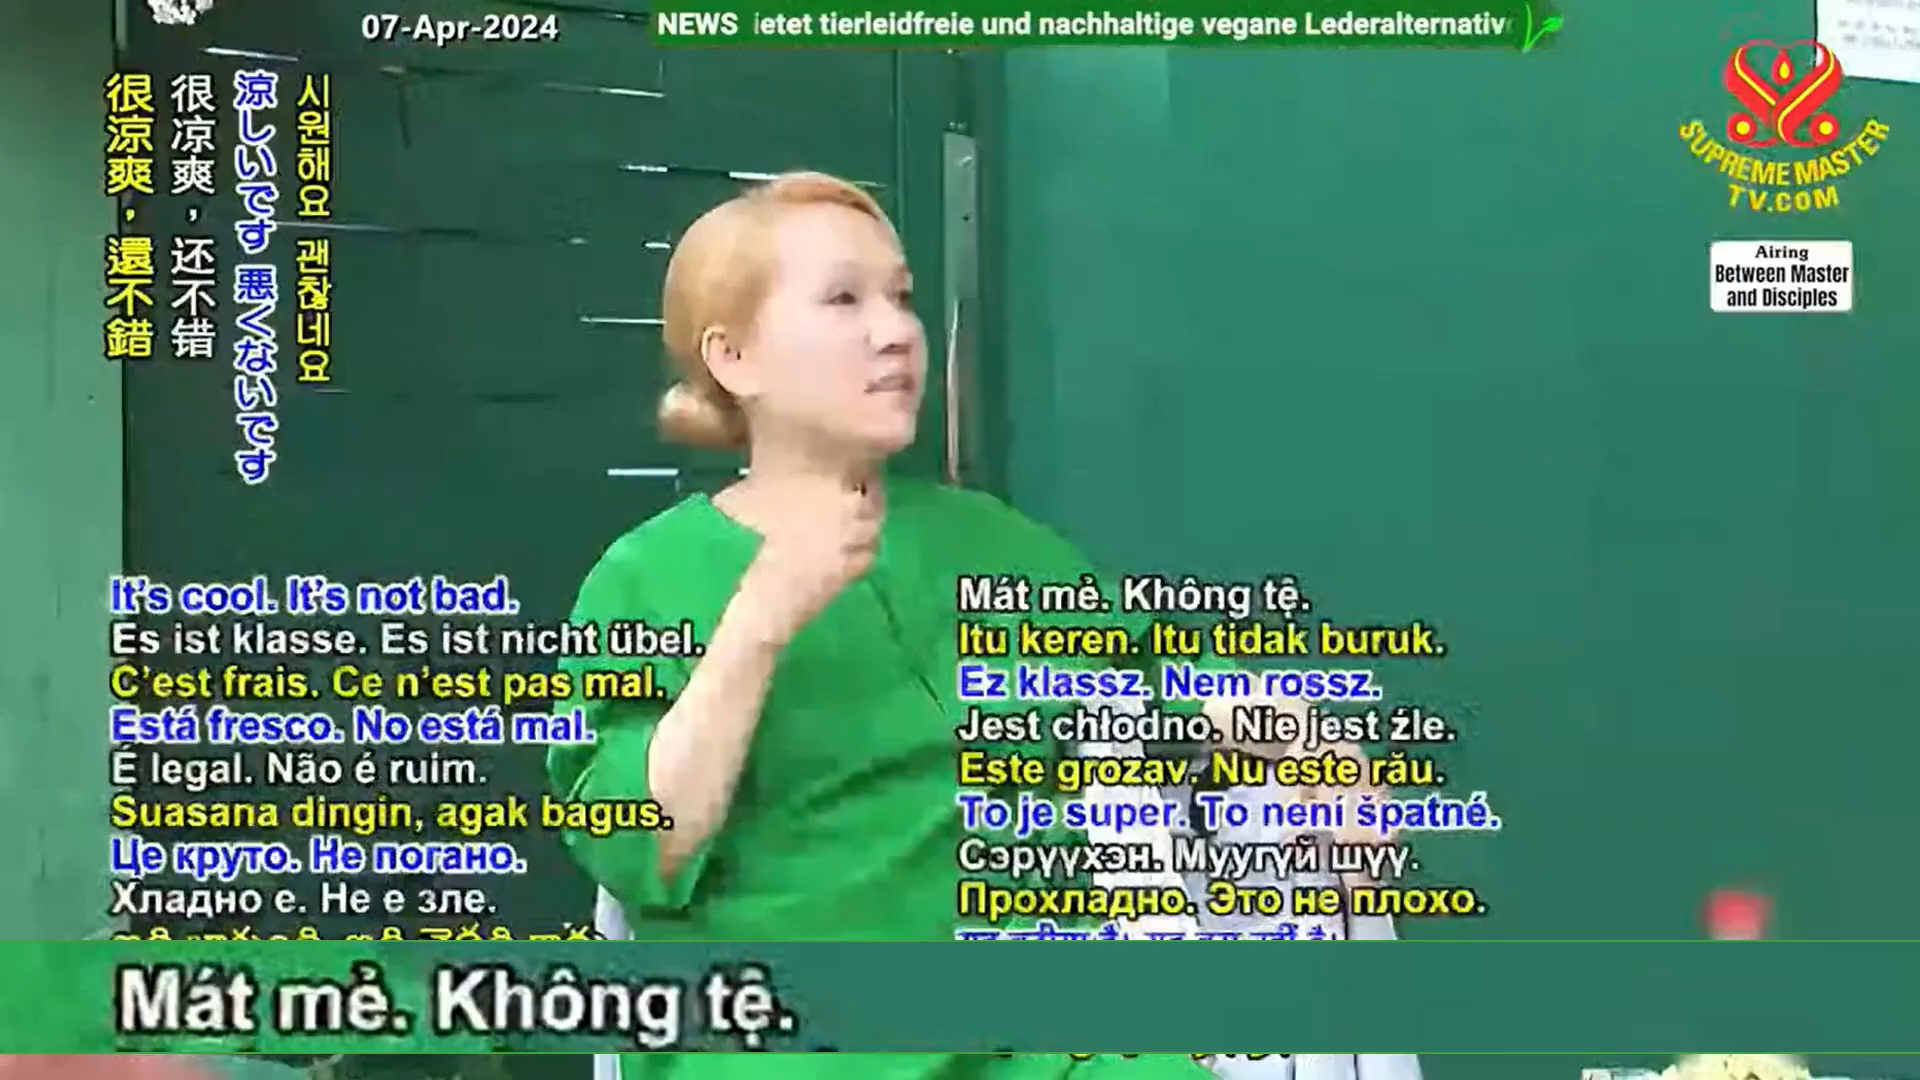 07-Apr-2024
NEWS ietet tierleidfreie und nachhaltige vegane Lederalternativ
SUPREME MASTER
TV.COM
Airing
Between Master
and Disciples
시원해요 괜찮네요
涼しいです 悪くないです
很凉爽，还不错
很涼爽，還不錯
It's cool. It's not bad.
Es ist klasse. Es ist nicht übel.
C'est frais. Ce n'est pas mal.
Está fresco. No está mal.
É legal. Não é ruim.
Suasana dingin, agak bagus.
Це круто. Не погано.
Хладно е. Не е зле.
Mát mẻ. Không tệ.
Itu keren. Itu tidak buruk.
Ez klassz. Nem rossz.
Jest chłodno. Nie jest źle.
Este grozav. Nu este rău.
To je super. To není špatné.
Сэрүүхэн. Муугүй шүү.
Прохладно. Это не плохо.
Mát mẻ. Không tệ.